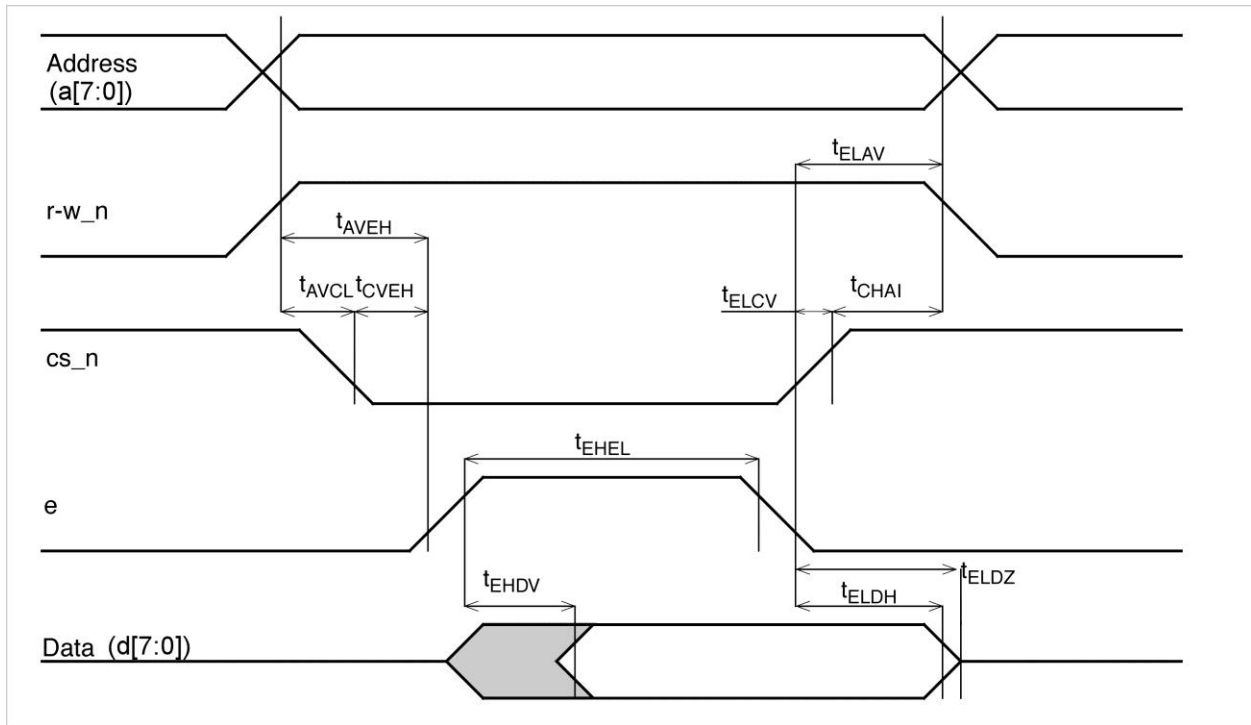 Address
(a[7:0])
tELAV
r-w_n
tAVEH
tAVCL tCVEH
tELCV
tCHAI
cs_n
tEHEL
e
tEHDV
tELDZ
tELDH
Data (d[7:0])